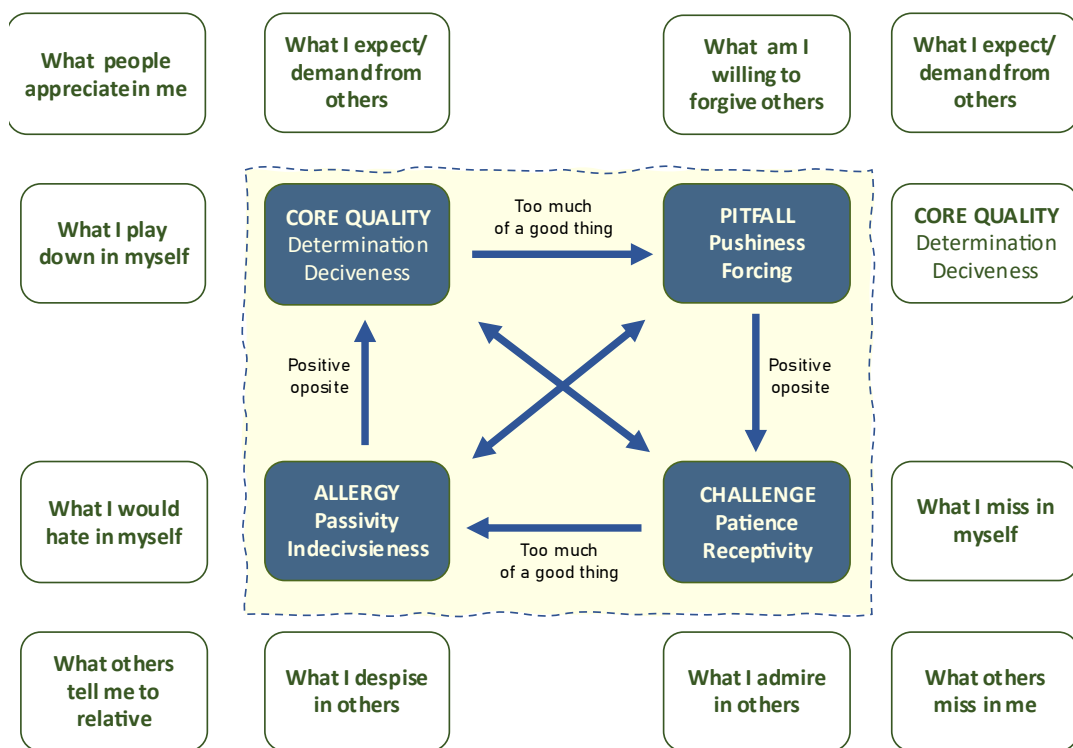 What people
appreciate in me
What I expect/
demand from
others
What am I
willing to
forgive others
What I expect/
demand from
others
What I play
down in myself
CORE QUALITY
Determination
Deciveness
Too much
of a good thing
PITFALL
Pushiness
Forcing
CORE QUALITY
Determination
Deciveness
Positive
oposite
Positive
oposite
What I would
hate in myself
ALLERGY
Passivity
Indecivsieness
Too much
of a good thing
CHALLENGE
Patience
Receptivity
What I miss in
myself
What others
tell me to
relative
What I despise
in others
What I admire
in others
What others
miss in me